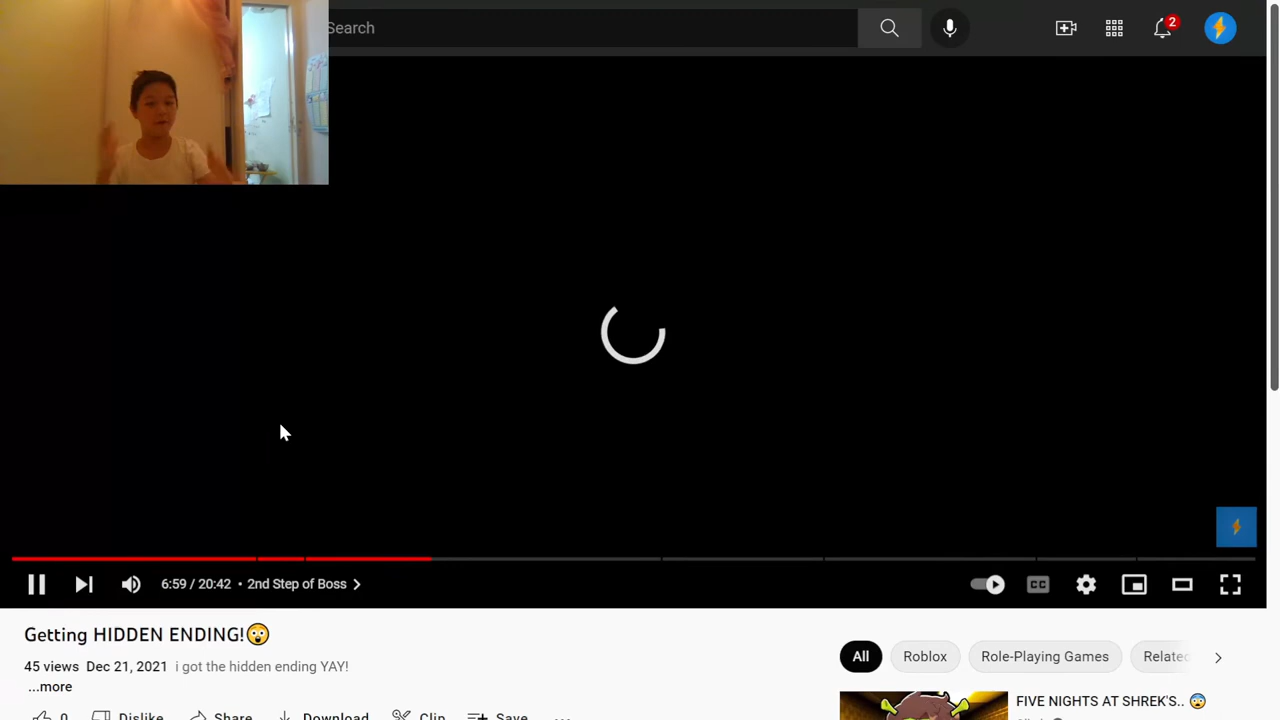 Search
2
6:59 / 20:42 • 2nd Step of Boss
CC
Getting HIDDEN ENDING!😲
45 views Dec 21, 2021 i got the hidden ending YAY!
...more
All Roblox Role-Playing Games Related
FIVE NIGHTS AT SHREK'S.. 😨
0 Dislike Share Download Clip Save